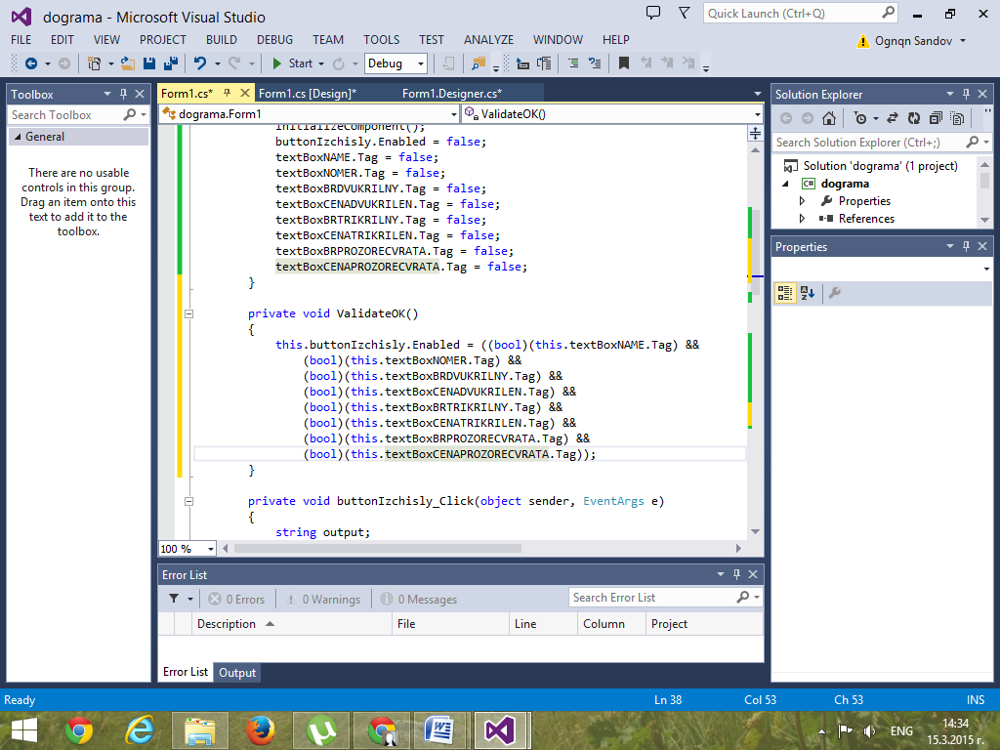 dograma - Microsoft Visual Studio
Quick Launch (Ctrl+Q)
FILE EDIT VIEW PROJECT BUILD DEBUG TEAM TOOLS TEST ANALYZE WINDOW HELP
Ognqn Sandov
Start Debug
Toolbox
Search Toolbox
General
There are no usable
controls in this group.
Drag an item onto this
text to add it to the
toolbox.
Form1.cs* Form1.cs [Design]* Form1.Designer.cs*
dograma.Form1 ValidateOK()
InitializeComponent();
buttonIzchisly.Enabled = false;
textBoxNAME.Tag = false;
textBoxNOMER.Tag = false;
textBoxBRDVUKRILNY.Tag = false;
textBoxCENADVUKRILEN.Tag = false;
textBoxBRTRIKRILNY.Tag = false;
textBoxCENATRIKRILEN.Tag = false;
textBoxBRPROZORECVRATA.Tag = false;
textBoxCENAPROZORECVRATA.Tag = false;
}
private void ValidateOK()
{
this.buttonIzchisly.Enabled = ((bool)(this.textBoxNAME.Tag) &&
(bool)(this.textBoxNOMER.Tag) &&
(bool)(this.textBoxBRDVUKRILNY.Tag) &&
(bool)(this.textBoxCENADVUKRILEN.Tag) &&
(bool)(this.textBoxBRTRIKRILNY.Tag) &&
(bool)(this.textBoxCENATRIKRILEN.Tag) &&
(bool)(this.textBoxBRPROZORECVRATA.Tag) &&
(bool)(this.textBoxCENAPROZORECVRATA.Tag));
}
private void buttonIzchisly_Click(object sender, EventArgs e)
{
string output;
100 %
Solution Explorer
Search Solution Explorer (Ctrl+;)
Solution 'dograma' (1 project)
C# dograma
Properties
References
Properties
Error List
0 Errors 0 Warnings 0 Messages
Search Error List
Description File Line Column Project
Error List Output
Ready Ln 38 Col 53 Ch 53 INS
ENG
14:34
15.3.2015 г.